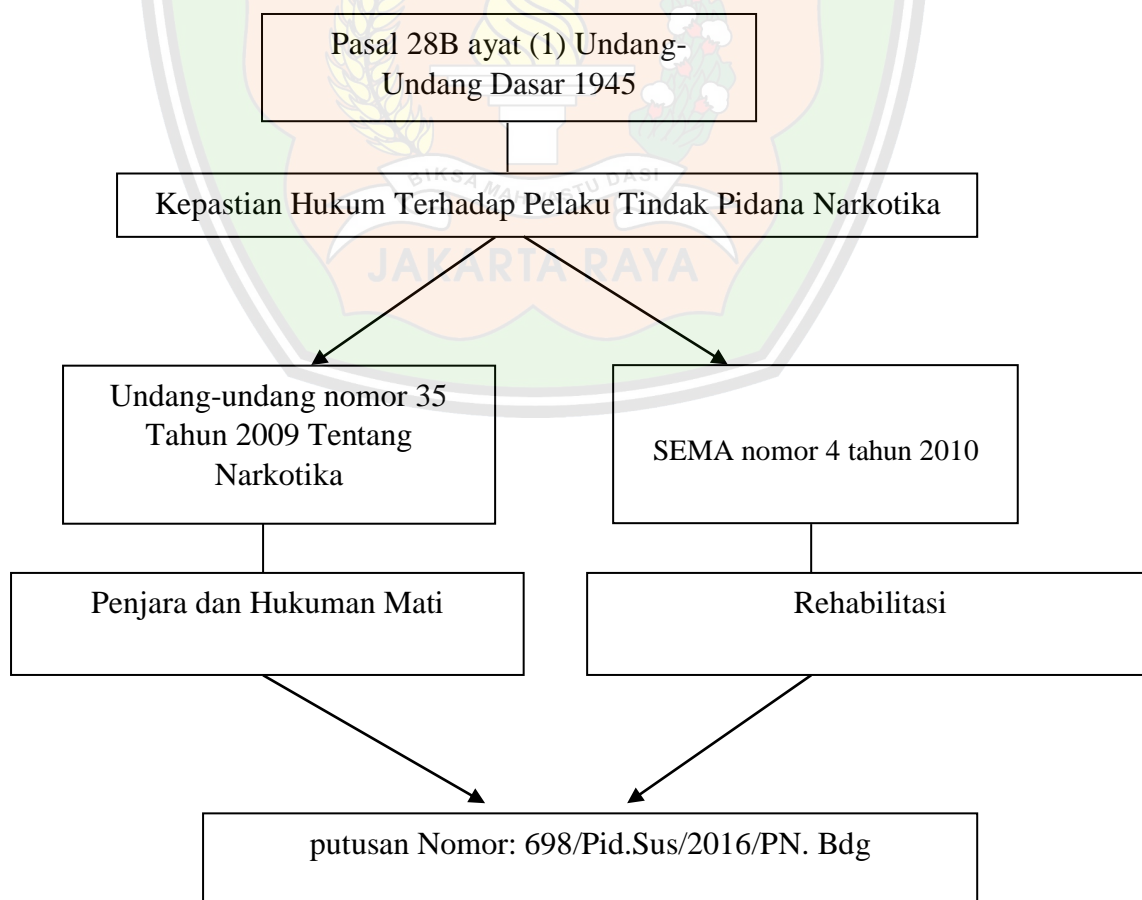 Pasal 28B ayat (1) Undang-
Undang Dasar 1945
Kepastian Hukum Terhadap Pelaku Tindak Pidana Narkotika
JAKARTA RAYA
Undang-undang nomor 35
Tahun 2009 Tentang
Narkotika
SEMA nomor 4 tahun 2010
Penjara dan Hukuman Mati
Rehabilitasi
putusan Nomor: 698/Pid.Sus/2016/PN. Bdg